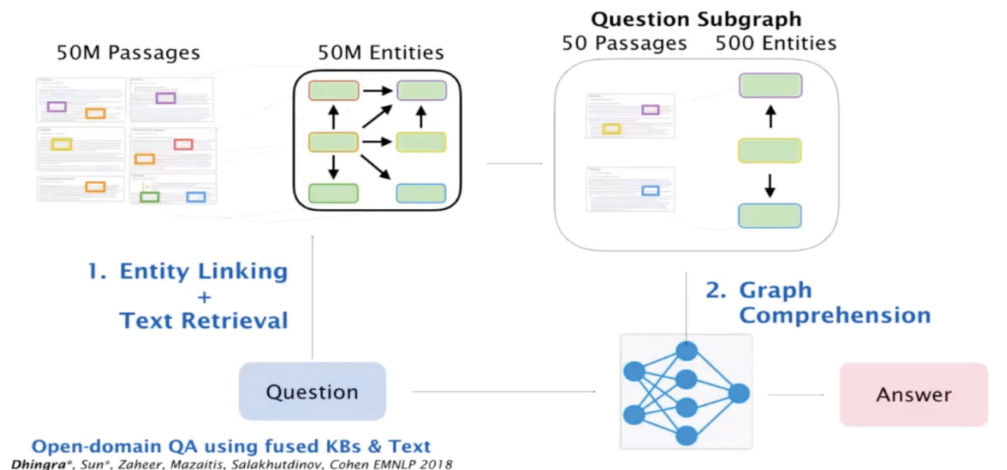 Question Subgraph
50M Passages
50M Entities
50 Passages 500 Entities
1. Entity Linking
+
Text Retrieval
2. Graph
Comprehension
Question
Answer
Open-domain QA using fused KBs & Text
Dhingra*, Sun*, Zaheer, Mazaitis, Salakhutdinov, Cohen EMNLP 2018